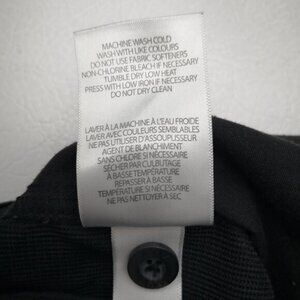 MACHINE WASH COLD
WASH WITH LIKE COLOURS
DO NOT USE FABRIC SOFTENERS
NON-CHLORINE BLEACH IF NECESSARY
TUMBLE DRY LOW HEAT
PRESS WITH LOW IRON IF NECESSARY
DO NOT DRY CLEAN
LAVER À LA MACHINE À L'EAU FROIDE
LAVER AVEC COULEURS SEMBLABLES
NE PAS UTILISER D'ASSOUPLISSEUR
AGENT DE BLANCHIMENT
SANS CHLORE SI NÉCESSAIRE
SÉCHER PAR CULBUTAGE
À BASSE TEMPÉRATURE
REPASSER À BASSE
TEMPÉRATURE SI NÉCESSAIRE
NE PAS NETTOYER À SEC